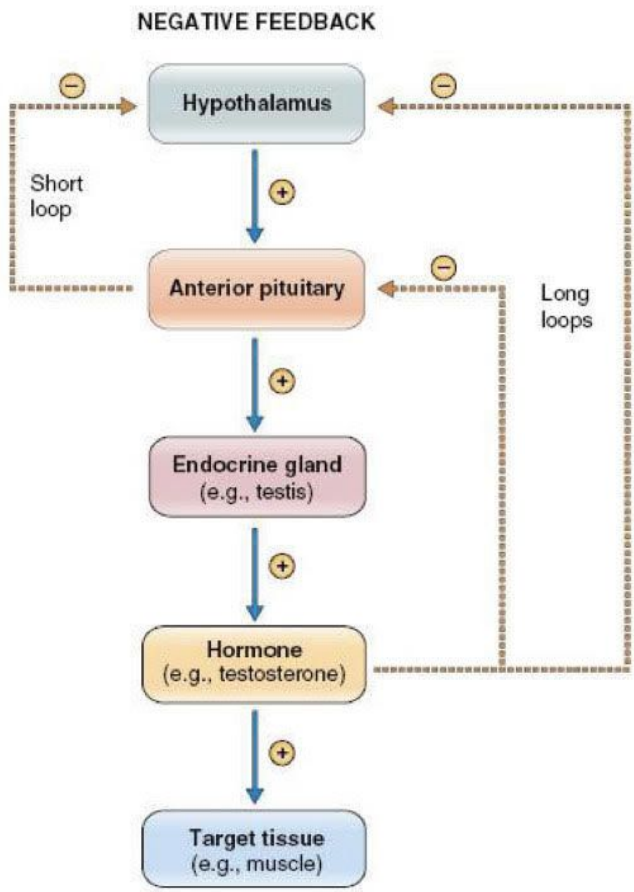 NEGATIVE FEEDBACK
−
−
Hypothalamus
Short
loop
+
−
Anterior pituitary
Long
loops
+
Endocrine gland
(e.g., testis)
+
Hormone
(e.g., testosterone)
+
Target tissue
(e.g., muscle)